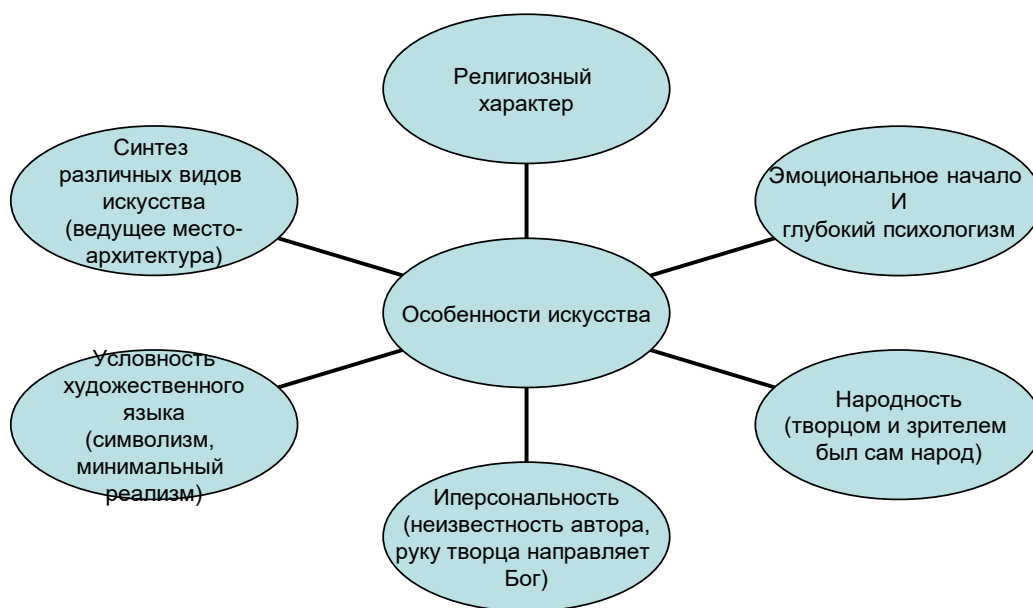 Религиозный
характер
Синтез
различных видов
искусства
(ведущее место-
архитектура)
Эмоциональное начало
И
глубокий психологизм
Особенности искусства
Условность
художественного
языка
(символизм,
минимальный
реализм)
Народность
(творцом и зрителем
был сам народ)
Иперсональность
(неизвестность автора,
руку творца направляет
Бог)